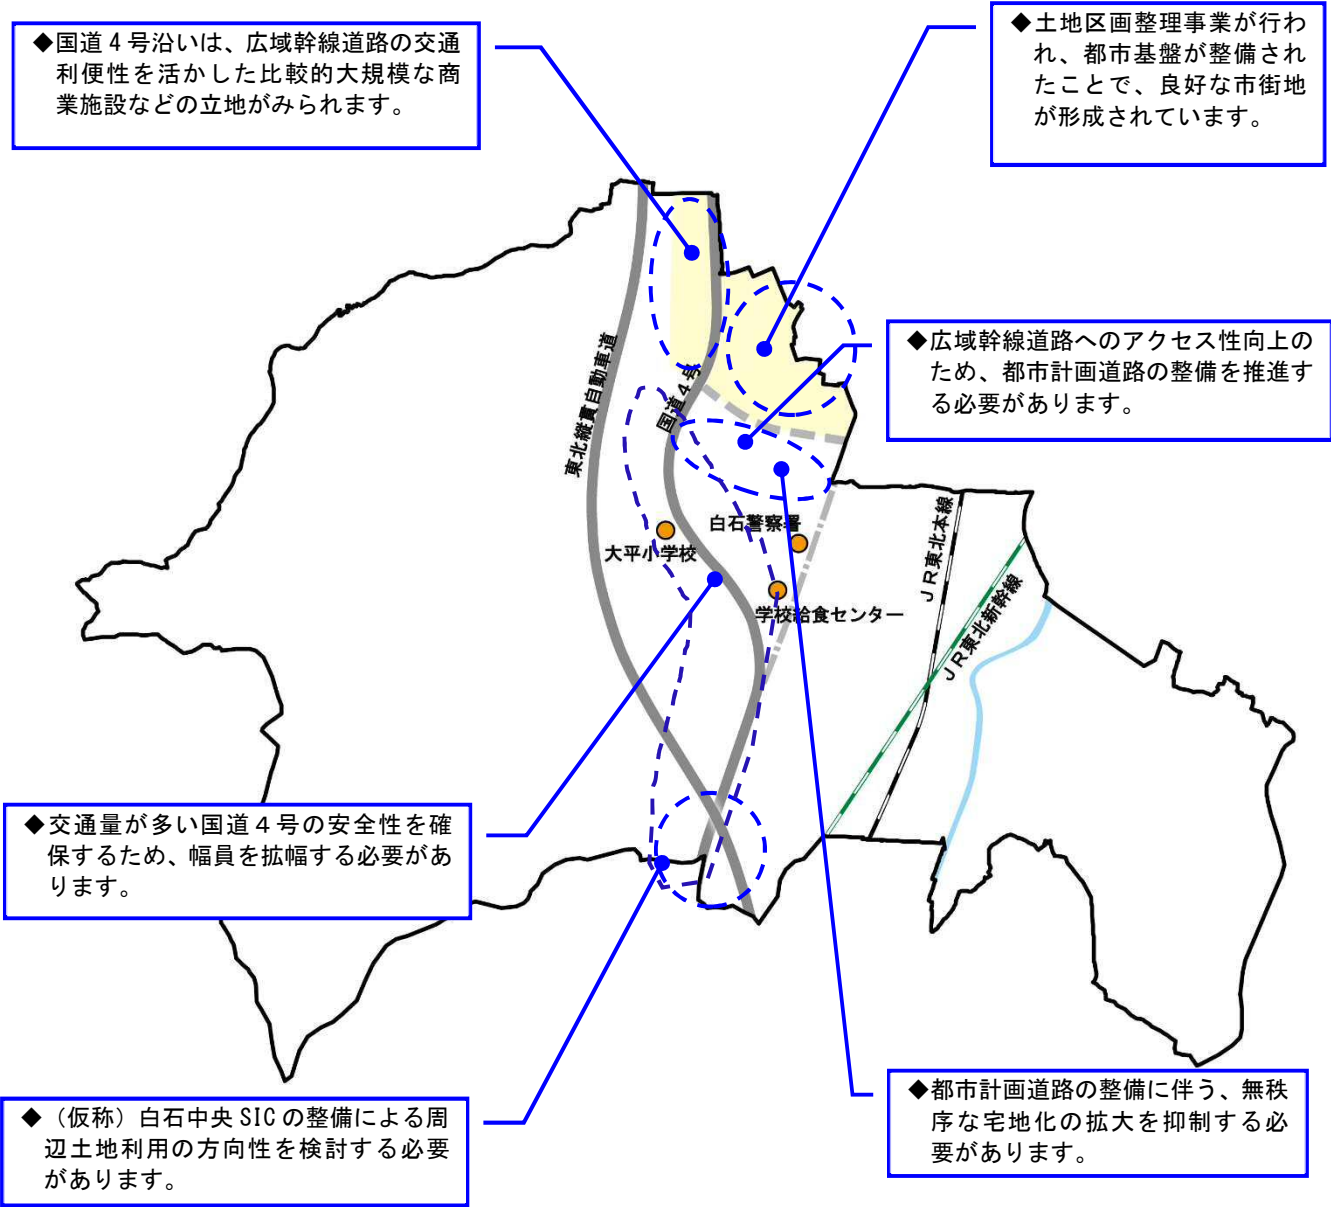 ◆国道４号沿いは、広域幹線道路の交通
利便性を活かした比較的大規模な商
業施設などの立地がみられます。
◆土地区画整理事業が行わ
れ、都市基盤が整備され
たことで、良好な市街地
が形成されています。
◆広域幹線道路へのアクセス性向上の
ため、都市計画道路の整備を推進す
る必要があります。
東北縦貫自動車道
国道４号
白石警察署
大平小学校
学校給食センター
ＪＲ東北本線
ＪＲ東北新幹線
◆交通量が多い国道４号の安全性を確
保するため、幅員を拡幅する必要があ
ります。
◆（仮称）白石中央 SIC の整備による周
辺土地利用の方向性を検討する必要
があります。
◆都市計画道路の整備に伴う、無秩
序な宅地化の拡大を抑制する必
要があります。